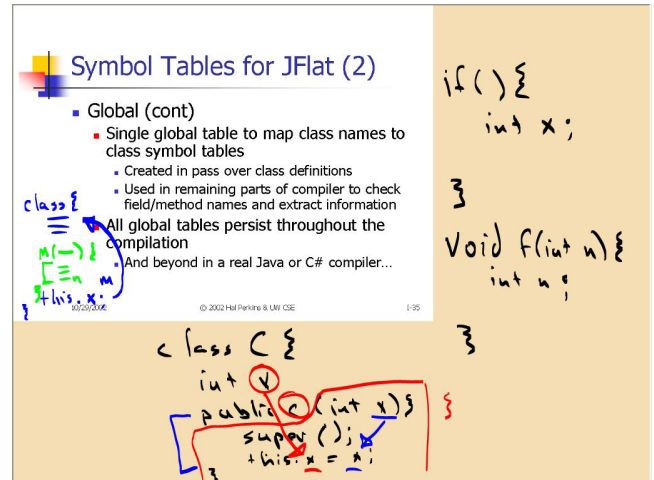 Symbol Tables for JFlat (2)
Global (cont)
Single global table to map class names to
class symbol tables
Created in pass over class definitions
Used in remaining parts of compiler to check
field/method names and extract information
All global tables persist throughout the
compilation
And beyond in a real Java or C# compiler...
class {
M(—) {
n
m
}
this.x;
}
10/29/2002
© 2002 Hal Perkins & UW CSE
I-35
if ( ) {
int x ;
}
void f(int n) {
int n ;
}
class C {
int x
public C (int x) {
super ( );
this.x = x;
}
}